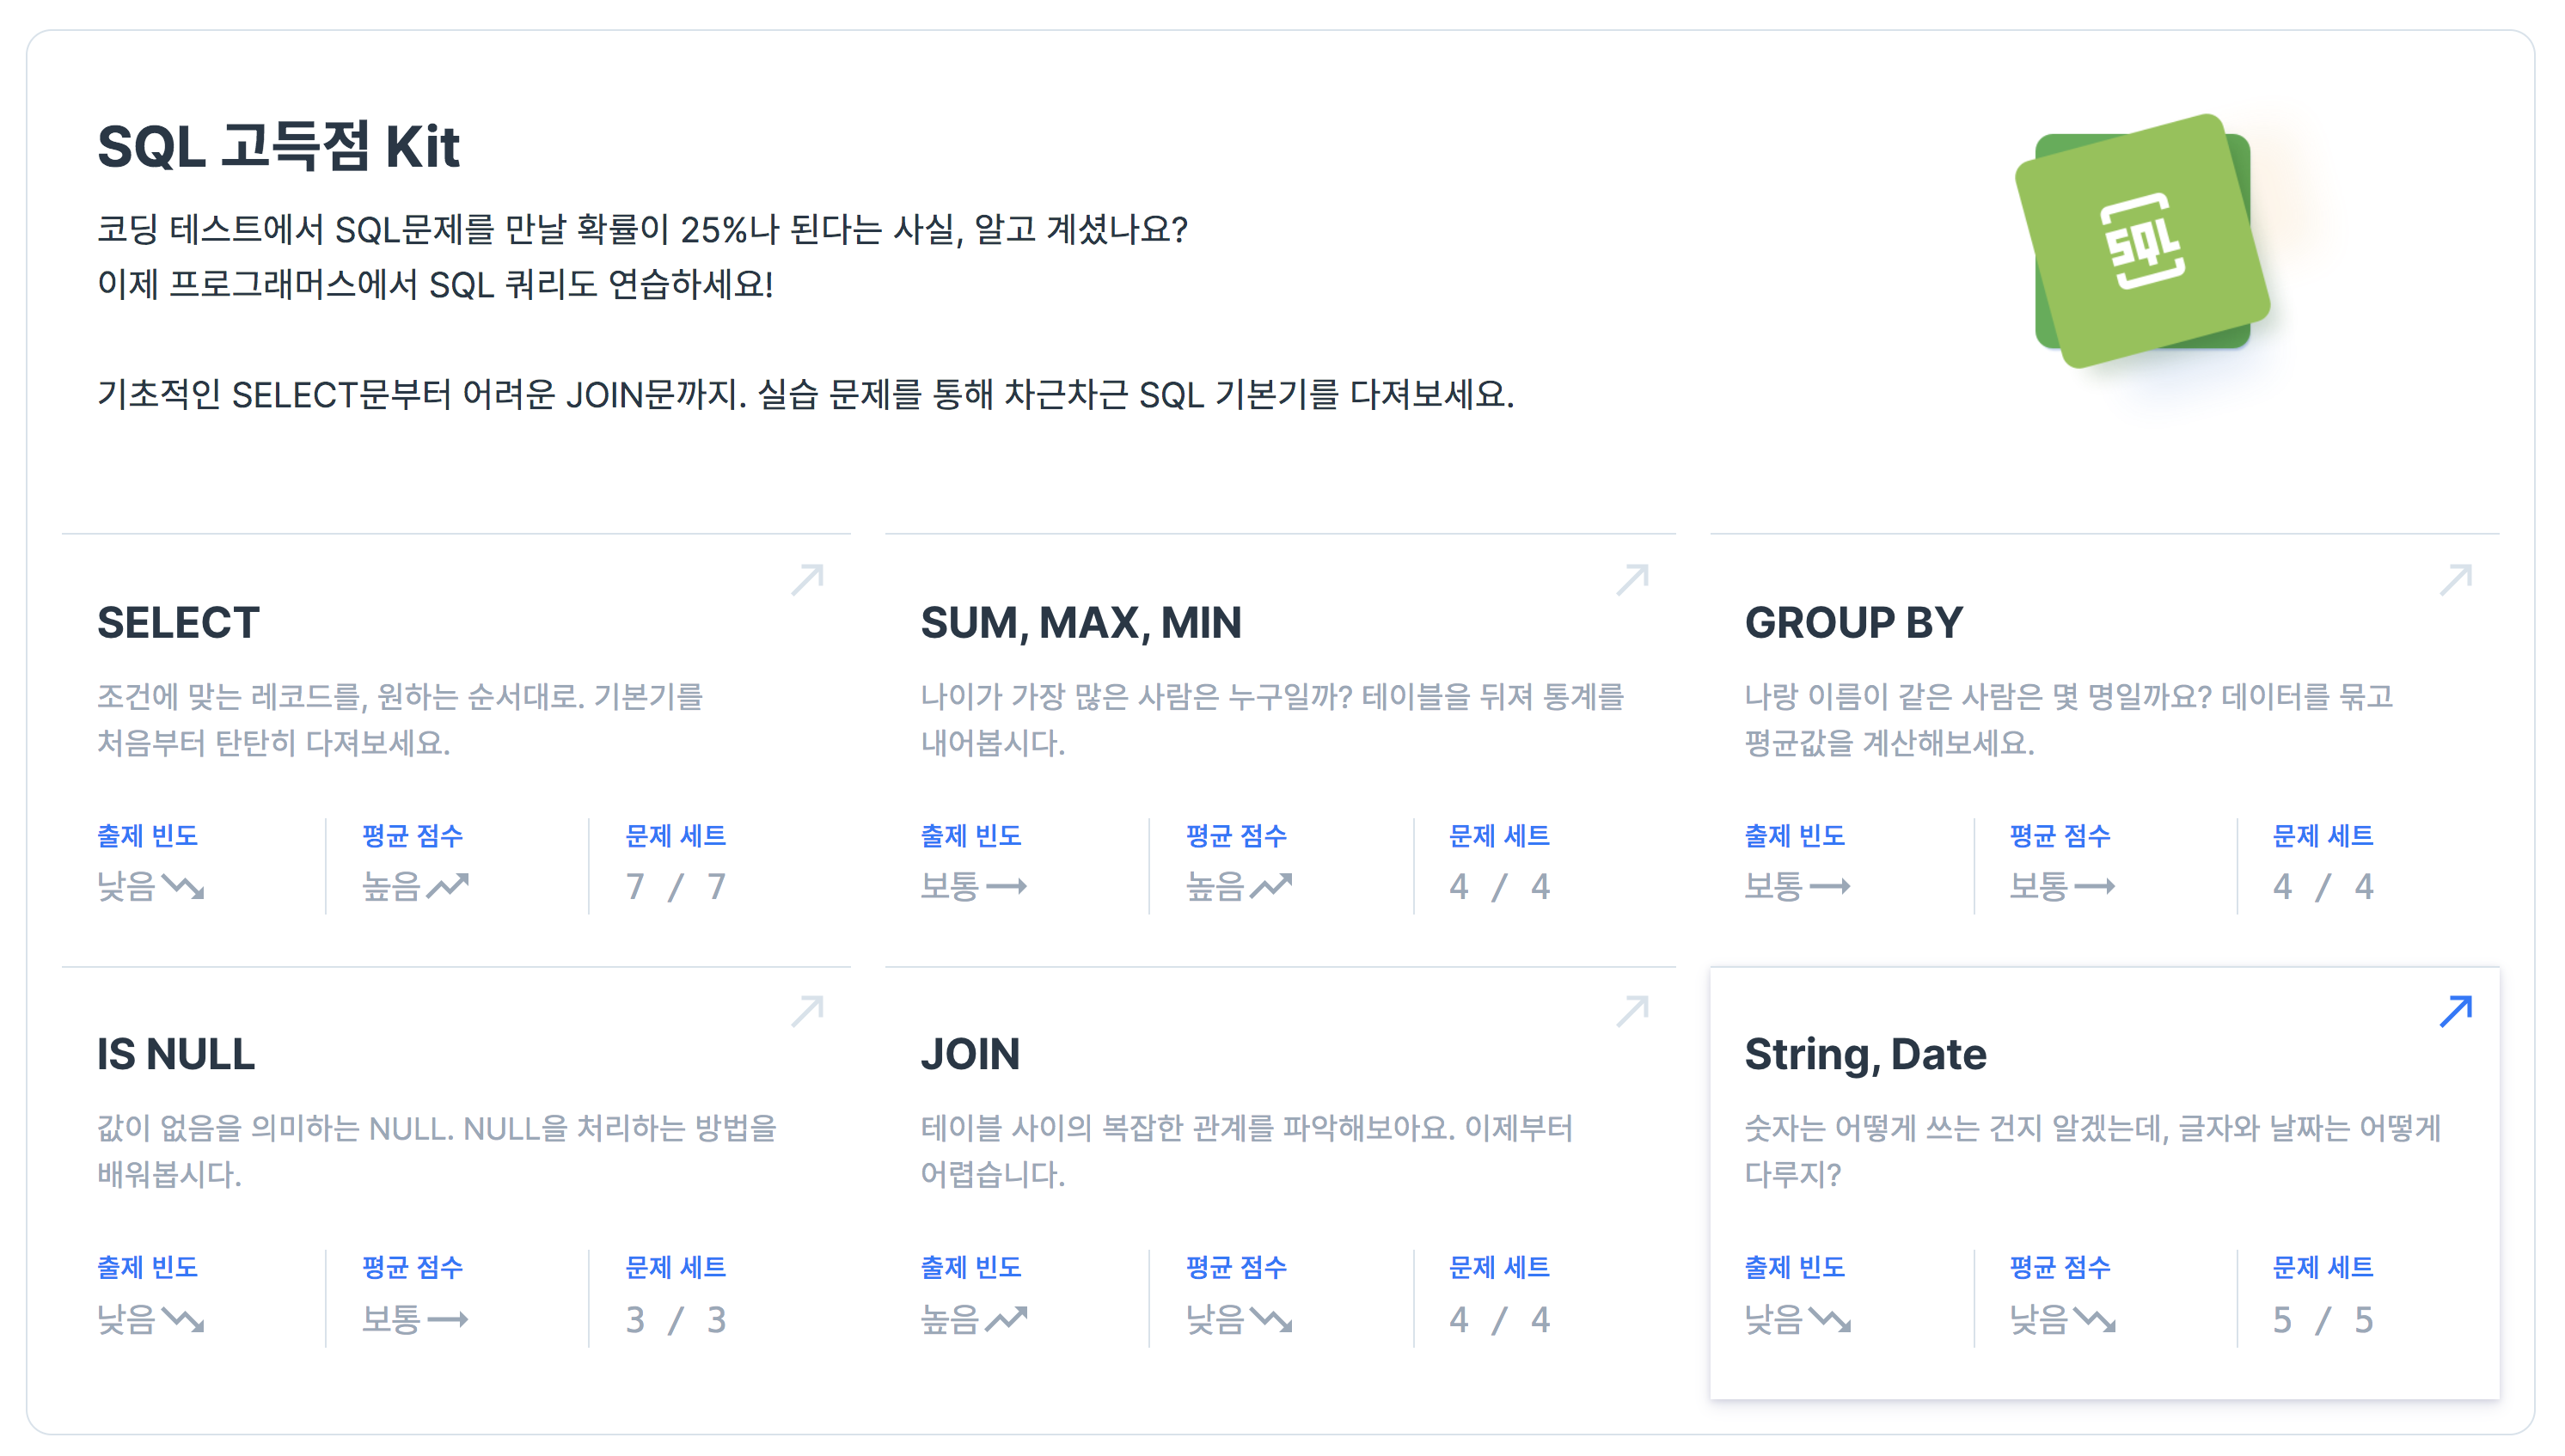 SQL 고득점 Kit
코딩 테스트에서 SQL문제를 만날 확률이 25%나 된다는 사실, 알고 계셨나요?
이제 프로그래머스에서 SQL 쿼리도 연습하세요!
기초적인 SELECT문부터 어려운 JOIN문까지. 실습 문제를 통해 차근차근 SQL 기본기를 다져보세요.
SQL
SELECT
조건에 맞는 레코드를, 원하는 순서대로. 기본기를
처음부터 탄탄히 다져보세요.
출제 빈도 평균 점수 문제 세트
낮음 높음 7 / 7
SUM, MAX, MIN
나이가 가장 많은 사람은 누구일까? 테이블을 뒤져 통계를
내어봅시다.
출제 빈도 평균 점수 문제 세트
보통 높음 4 / 4
GROUP BY
나랑 이름이 같은 사람은 몇 명일까요? 데이터를 묶고
평균값을 계산해보세요.
출제 빈도 평균 점수 문제 세트
보통 보통 4 / 4
IS NULL
값이 없음을 의미하는 NULL. NULL을 처리하는 방법을
배워봅시다.
출제 빈도 평균 점수 문제 세트
낮음 보통 3 / 3
JOIN
테이블 사이의 복잡한 관계를 파악해보아요. 이제부터
어렵습니다.
출제 빈도 평균 점수 문제 세트
높음 낮음 4 / 4
String, Date
숫자는 어떻게 쓰는 건지 알겠는데, 글자와 날짜는 어떻게
다루지?
출제 빈도 평균 점수 문제 세트
낮음 낮음 5 / 5